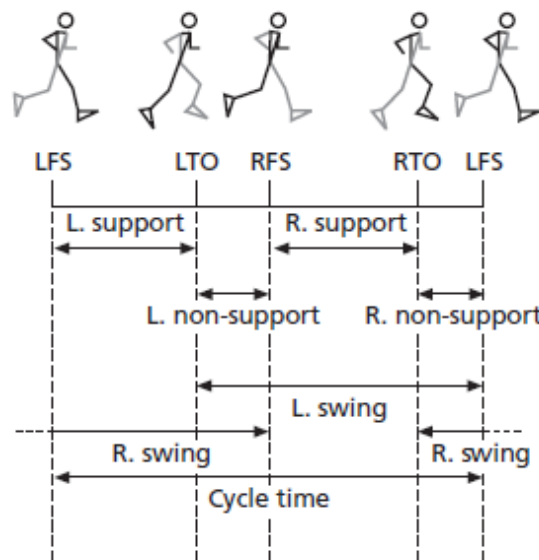 LFS LTO RFS RTO LFS
L. support R. support
L. non-support R. non-support
L. swing
R. swing R. swing
Cycle time